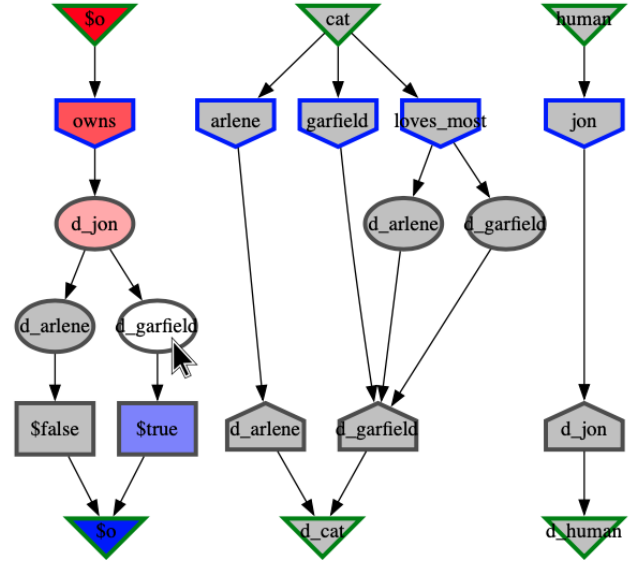 $o cat human
owns arlene garfield loves_most jon
d_jon d_arlene d_garfield
d_arlene d_garfield
$false $true d_arlene d_garfield d_jon
$o d_cat d_human